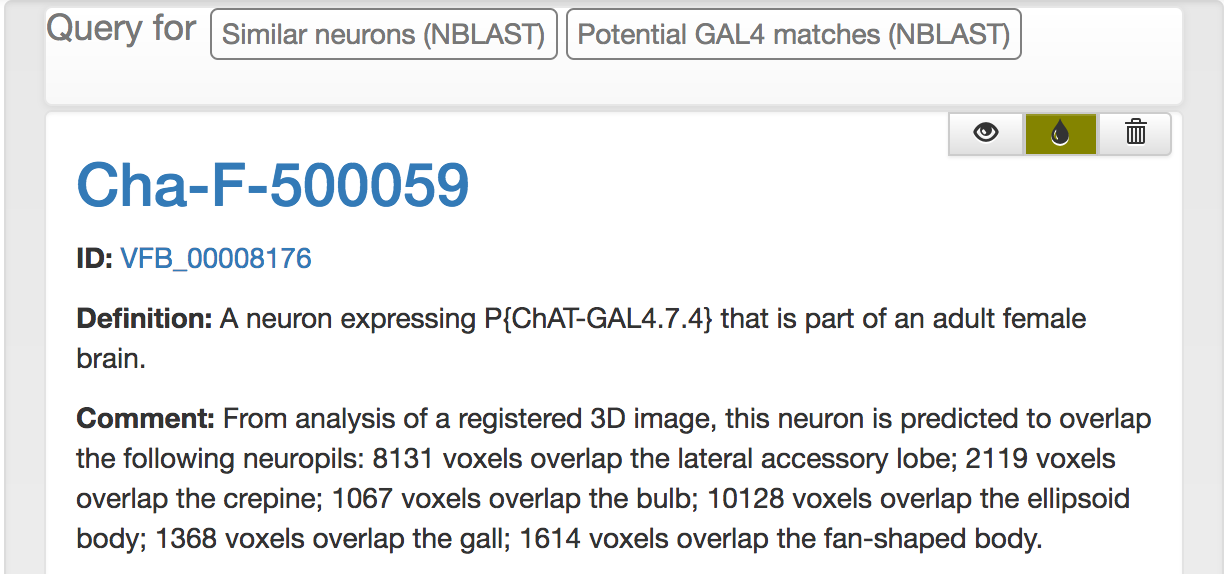 Query for Similar neurons (NBLAST) Potential GAL4 matches (NBLAST)
Cha-F-500059
ID: VFB_00008176
Definition: A neuron expressing P{ChAT-GAL4.7.4} that is part of an adult female
brain.
Comment: From analysis of a registered 3D image, this neuron is predicted to overlap
the following neuropils: 8131 voxels overlap the lateral accessory lobe; 2119 voxels
overlap the crepine; 1067 voxels overlap the bulb; 10128 voxels overlap the ellipsoid
body; 1368 voxels overlap the gall; 1614 voxels overlap the fan-shaped body.